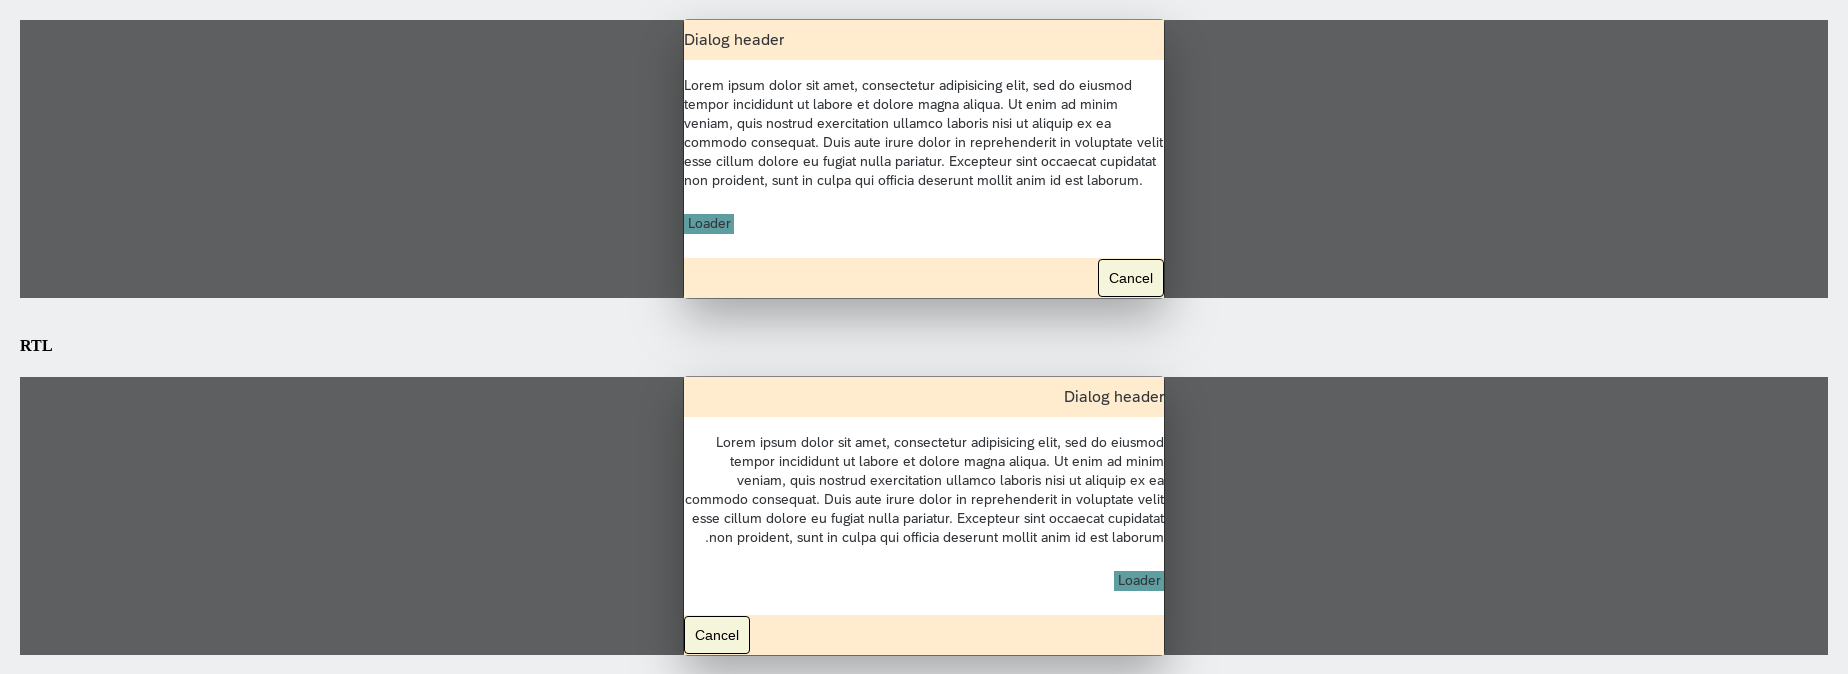 Dialog header
Lorem ipsum dolor sit amet, consectetur adipisicing elit, sed do eiusmod
tempor incididunt ut labore et dolore magna aliqua. Ut enim ad minim
veniam, quis nostrud exercitation ullamco laboris nisi ut aliquip ex ea
commodo consequat. Duis aute irure dolor in reprehenderit in voluptate velit
esse cillum dolore eu fugiat nulla pariatur. Excepteur sint occaecat cupidatat
non proident, sunt in culpa qui officia deserunt mollit anim id est laborum.
Loader
Cancel
RTL
Dialog header
Lorem ipsum dolor sit amet, consectetur adipisicing elit, sed do eiusmod
tempor incididunt ut labore et dolore magna aliqua. Ut enim ad minim
veniam, quis nostrud exercitation ullamco laboris nisi ut aliquip ex ea
commodo consequat. Duis aute irure dolor in reprehenderit in voluptate velit
esse cillum dolore eu fugiat nulla pariatur. Excepteur sint occaecat cupidatat
.non proident, sunt in culpa qui officia deserunt mollit anim id est laborum
Loader
Cancel